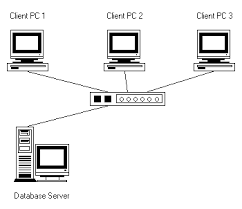 Client PC 1
Client PC 2
Client PC 3
Database Server